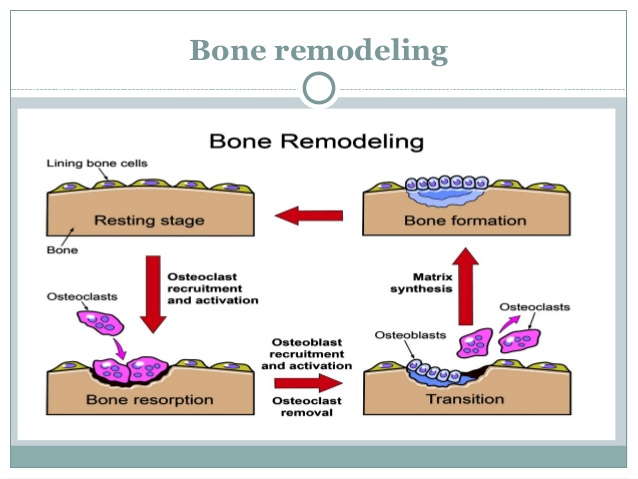 Bone remodeling
Bone Remodeling
Lining bone cells
Resting stage
Bone
Bone formation
Osteoclast
recruitment
and activation
Matrix
synthesis
Osteoclasts
Bone resorption
Osteoblast
recruitment
and activation
Osteoclast
removal
Osteoblasts
Osteoclasts
Transition